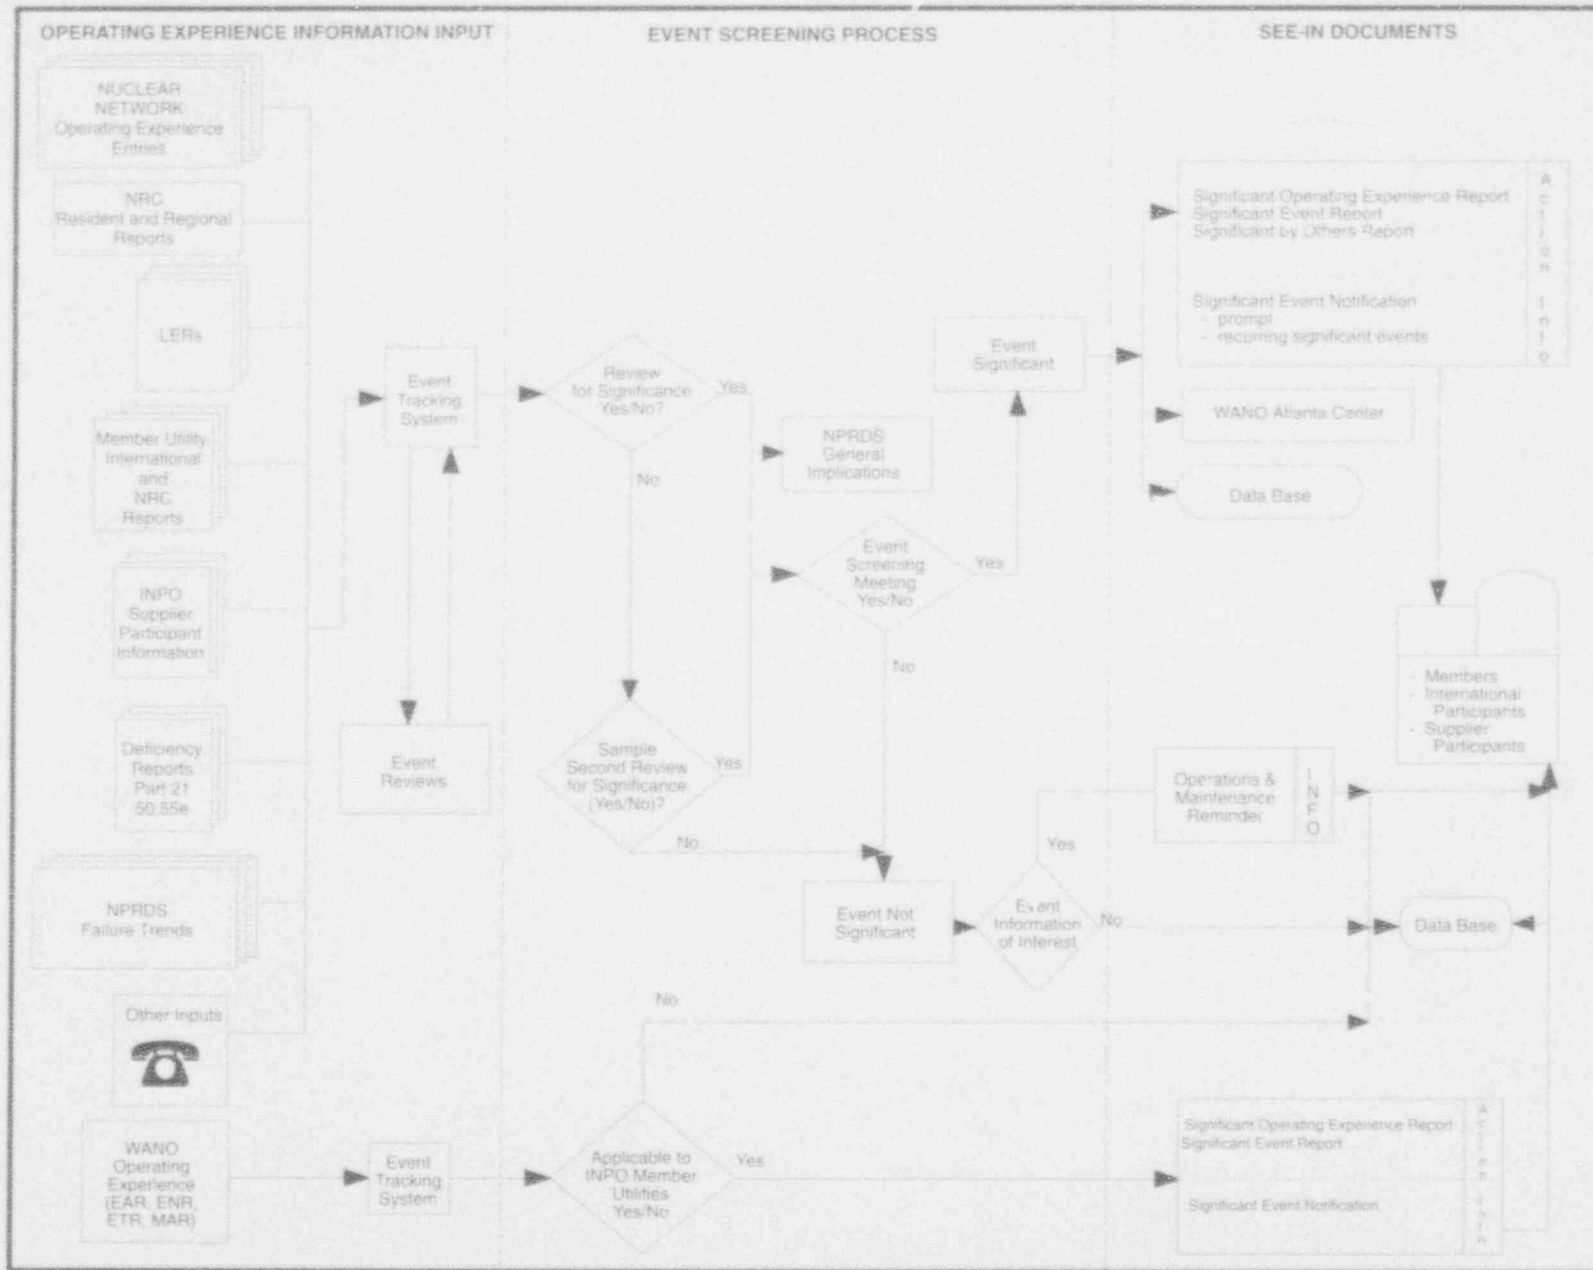 OPERATING EXPERIENCE INFORMATION INPUT
EVENT SCREENING PROCESS
SEE-IN DOCUMENTS
NUCLEAR
NETWORK
Operating Experience
Entries
NRC
Resident and Regional
Reports
LERs
Member Utility
International
and
NRC
Reports
INPO
Supplier
Participant
Information
Deficiency
Reports
Part 21
50.55e
NPRDS
Failure Trends
Other Inputs
WANO
Operating
Experience
(EAR, ENR,
ETR, MAR)
Event
Tracking
System
Event
Reviews
Event
Tracking
System
Review
for Significance
Yes/No?
Yes
No
Sample
Second Review
for Significance
(Yes/No)?
Yes
No
NPRDS
General
Implications
Event
Screening
Meeting
Yes/No
Yes
No
Event
Significant
Event Not
Significant
Event
Information
of Interest
Yes
No
Applicable to
INPO Member
Utilities
Yes/No
No
Yes
Significant Operating Experience Report
Significant Event Report
Significant by Others Report
Significant Event Notification
- prompt
- recurring significant events
Action
Info
WANO Atlanta Center
Data Base
- Members
- International
Participants
- Supplier
Participants
Operations &
Maintenance
Reminder
INFO
Data Base
Significant Operating Experience Report
Significant Event Report
Significant Event Notification
Action
Info